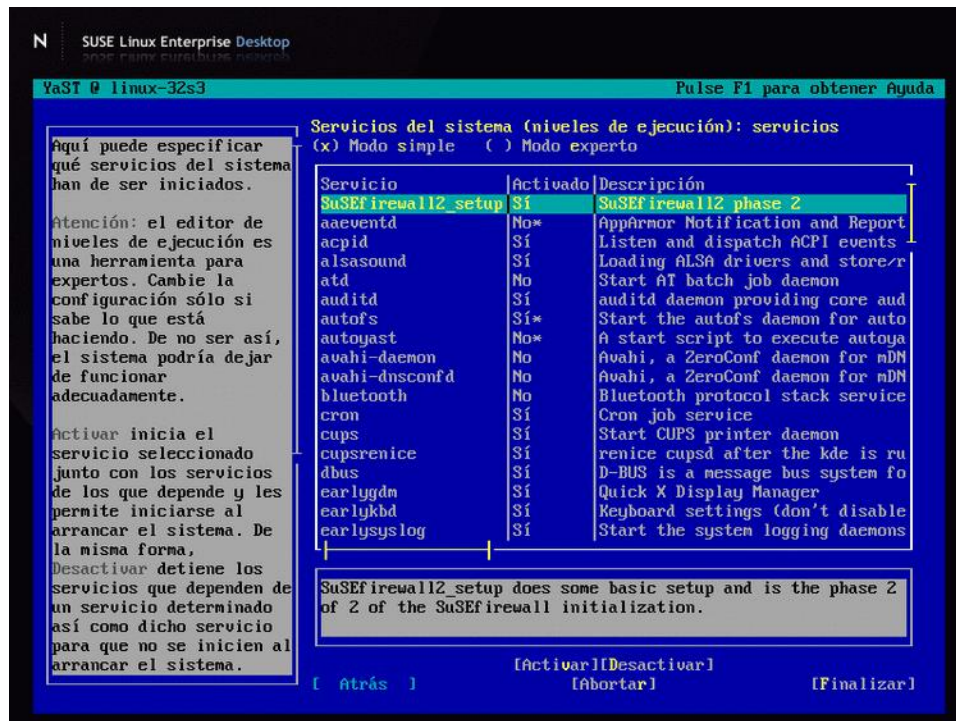 N SUSE Linux Enterprise Desktop
YaST @ linux-32s3 Pulse F1 para obtener Ayuda
Aquí puede especificar
qué servicios del sistema
han de ser iniciados.
Atención: el editor de
niveles de ejecución es
una herramienta para
expertos. Cambie la
configuración sólo si
sabe lo que está
haciendo. De no ser así,
el sistema podría dejar
de funcionar
adecuadamente.
Activar inicia el
servicio seleccionado
junto con los servicios
de los que depende y les
permite iniciarse al
arrancar el sistema. De
la misma forma,
Desactivar detiene los
servicios que dependen de
un servicio determinado
así como dicho servicio
para que no se inicien al
arrancar el sistema.
Servicios del sistema (niveles de ejecución): servicios
(x) Modo simple ( ) Modo experto
Servicio |Activado|Descripción
SuSEfirewall2_setup|Sí |SuSEfirewall2 phase 2
aaeventd |No* |AppArmor Notification and Report
acpid |Sí |Listen and dispatch ACPI events
alsasound |Sí |Loading ALSA drivers and store/r
atd |No |Start AT batch job daemon
auditd |Sí |auditd daemon providing core aud
autofs |Sí* |Start the autofs daemon for auto
autoyast |No* |A start script to execute autoya
avahi-daemon |No |Avahi, a ZeroConf daemon for mDN
avahi-dnsconfd |No |Avahi, a ZeroConf daemon for mDN
bluetooth |No |Bluetooth protocol stack service
cron |Sí |Cron job service
cups |Sí |Start CUPS printer daemon
cupsrenice |Sí |renice cupsd after the kde is ru
dbus |Sí |D-BUS is a message bus system fo
earlygdm |Sí |Quick X Display Manager
earlykbd |Sí |Keyboard settings (don't disable
earlysyslog |Sí |Start the system logging daemons
SuSEfirewall2_setup does some basic setup and is the phase 2
of 2 of the SuSEfirewall initialization.
[Activar][Desactivar]
[ Atrás ] [Abortar] [Finalizar]